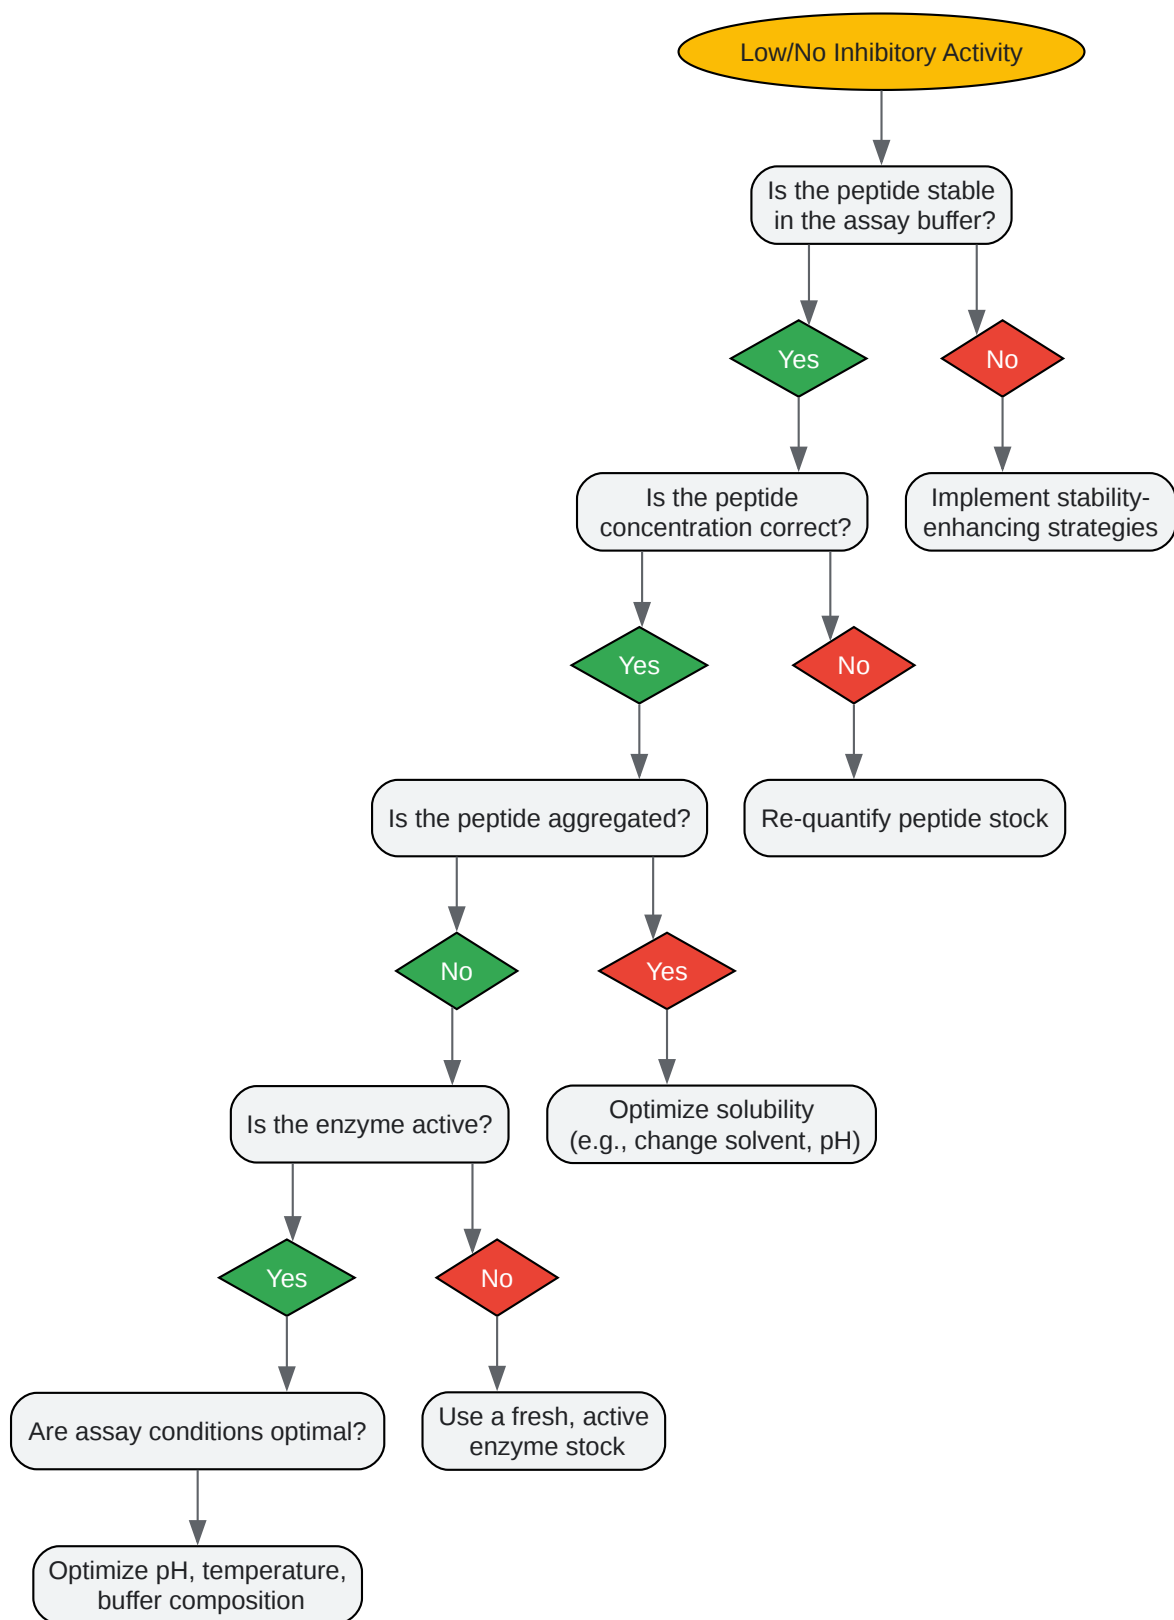 Low/No Inhibitory Activity
Is the peptide stable
in the assay buffer?
Yes
No
Is the peptide
concentration correct?
Implement stability-
enhancing strategies
Yes
No
Is the peptide aggregated?
Re-quantify peptide stock
No
Yes
Is the enzyme active?
Optimize solubility
(e.g., change solvent, pH)
Yes
No
Are assay conditions optimal?
Use a fresh, active
enzyme stock
Optimize pH, temperature,
buffer composition